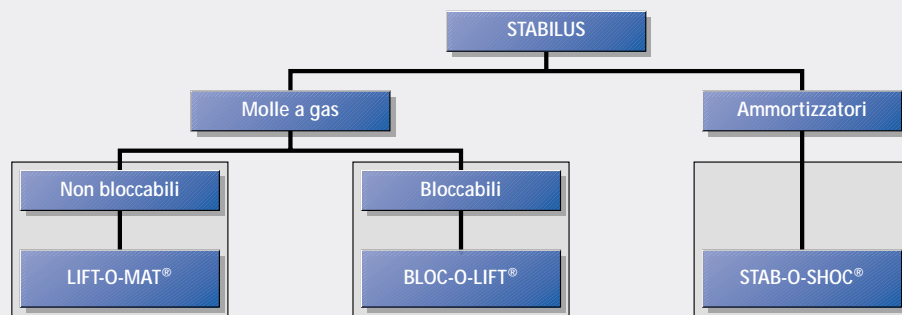 STABILUS
Molle a gas
Ammortizzatori
Non bloccabili
Bloccabili
LIFT-O-MAT®
BLOC-O-LIFT®
STAB-O-SHOC®